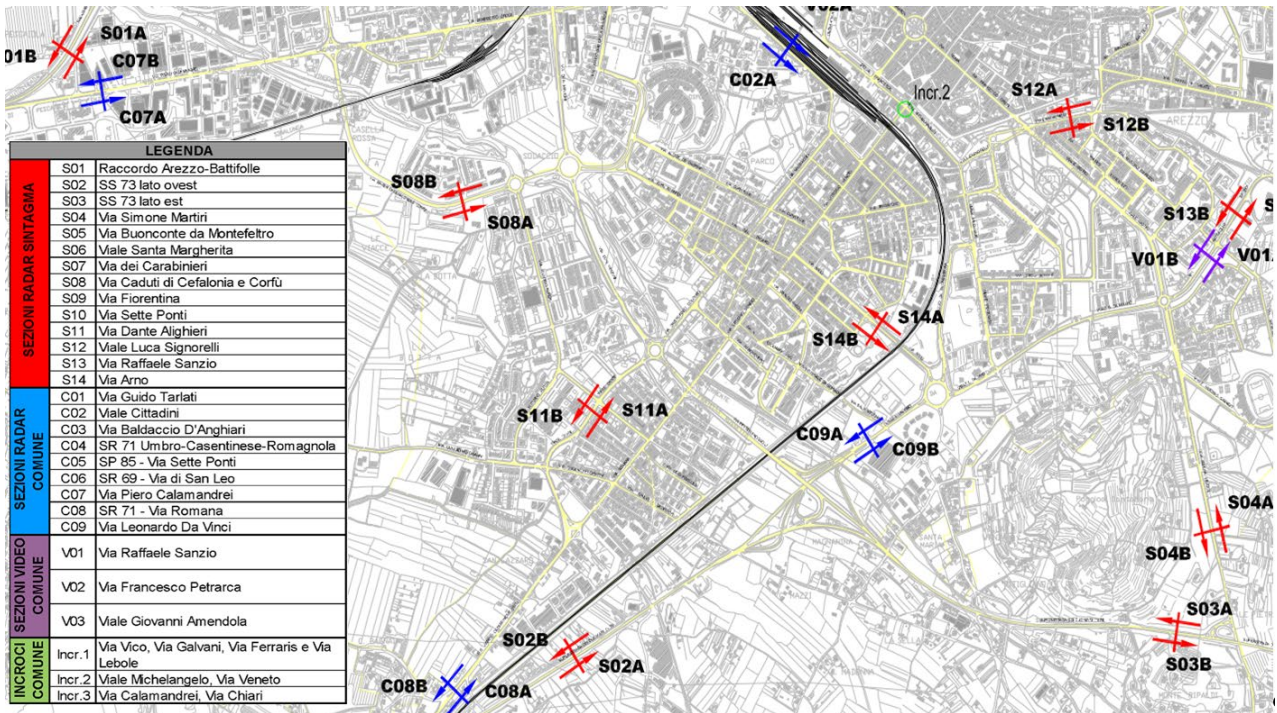 V02A
S01A
01B
C07B
C07A
C02A
Incr.2
S12A
S12B
AREZZO
S08B
S08A
PARCO
S13B
S
V01B
V01
S14A
S14B
S11B
S11A
C09A
C09B
S04A
S04B
S03A
S03B
S02B
S02A
C08B
C08A
LEGENDA
SEZIONI RADAR SINTAGMA
S01 Raccordo Arezzo-Battifolle
S02 SS 73 lato ovest
S03 SS 73 lato est
S04 Via Simone Martiri
S05 Via Buonconte da Montefeltro
S06 Viale Santa Margherita
S07 Via dei Carabinieri
S08 Via Caduti di Cefalonia e Corfù
S09 Via Fiorentina
S10 Via Sette Ponti
S11 Via Dante Alighieri
S12 Viale Luca Signorelli
S13 Via Raffaele Sanzio
S14 Via Arno
SEZIONI RADAR
COMUNE
C01 Via Guido Tarlati
C02 Viale Cittadini
C03 Via Baldaccio D'Anghiari
C04 SR 71 Umbro-Casentinese-Romagnola
C05 SP 85 - Via Sette Ponti
C06 SR 69 - Via di San Leo
C07 Via Piero Calamandrei
C08 SR 71 - Via Romana
C09 Via Leonardo Da Vinci
SEZIONI VIDEO
COMUNE
V01 Via Raffaele Sanzio
V02 Via Francesco Petrarca
V03 Viale Giovanni Amendola
INCROCI
COMUNE
Incr.1 Via Vico, Via Galvani, Via Ferraris e Via
Lebole
Incr.2 Viale Michelangelo, Via Veneto
Incr.3 Via Calamandrei, Via Chiari